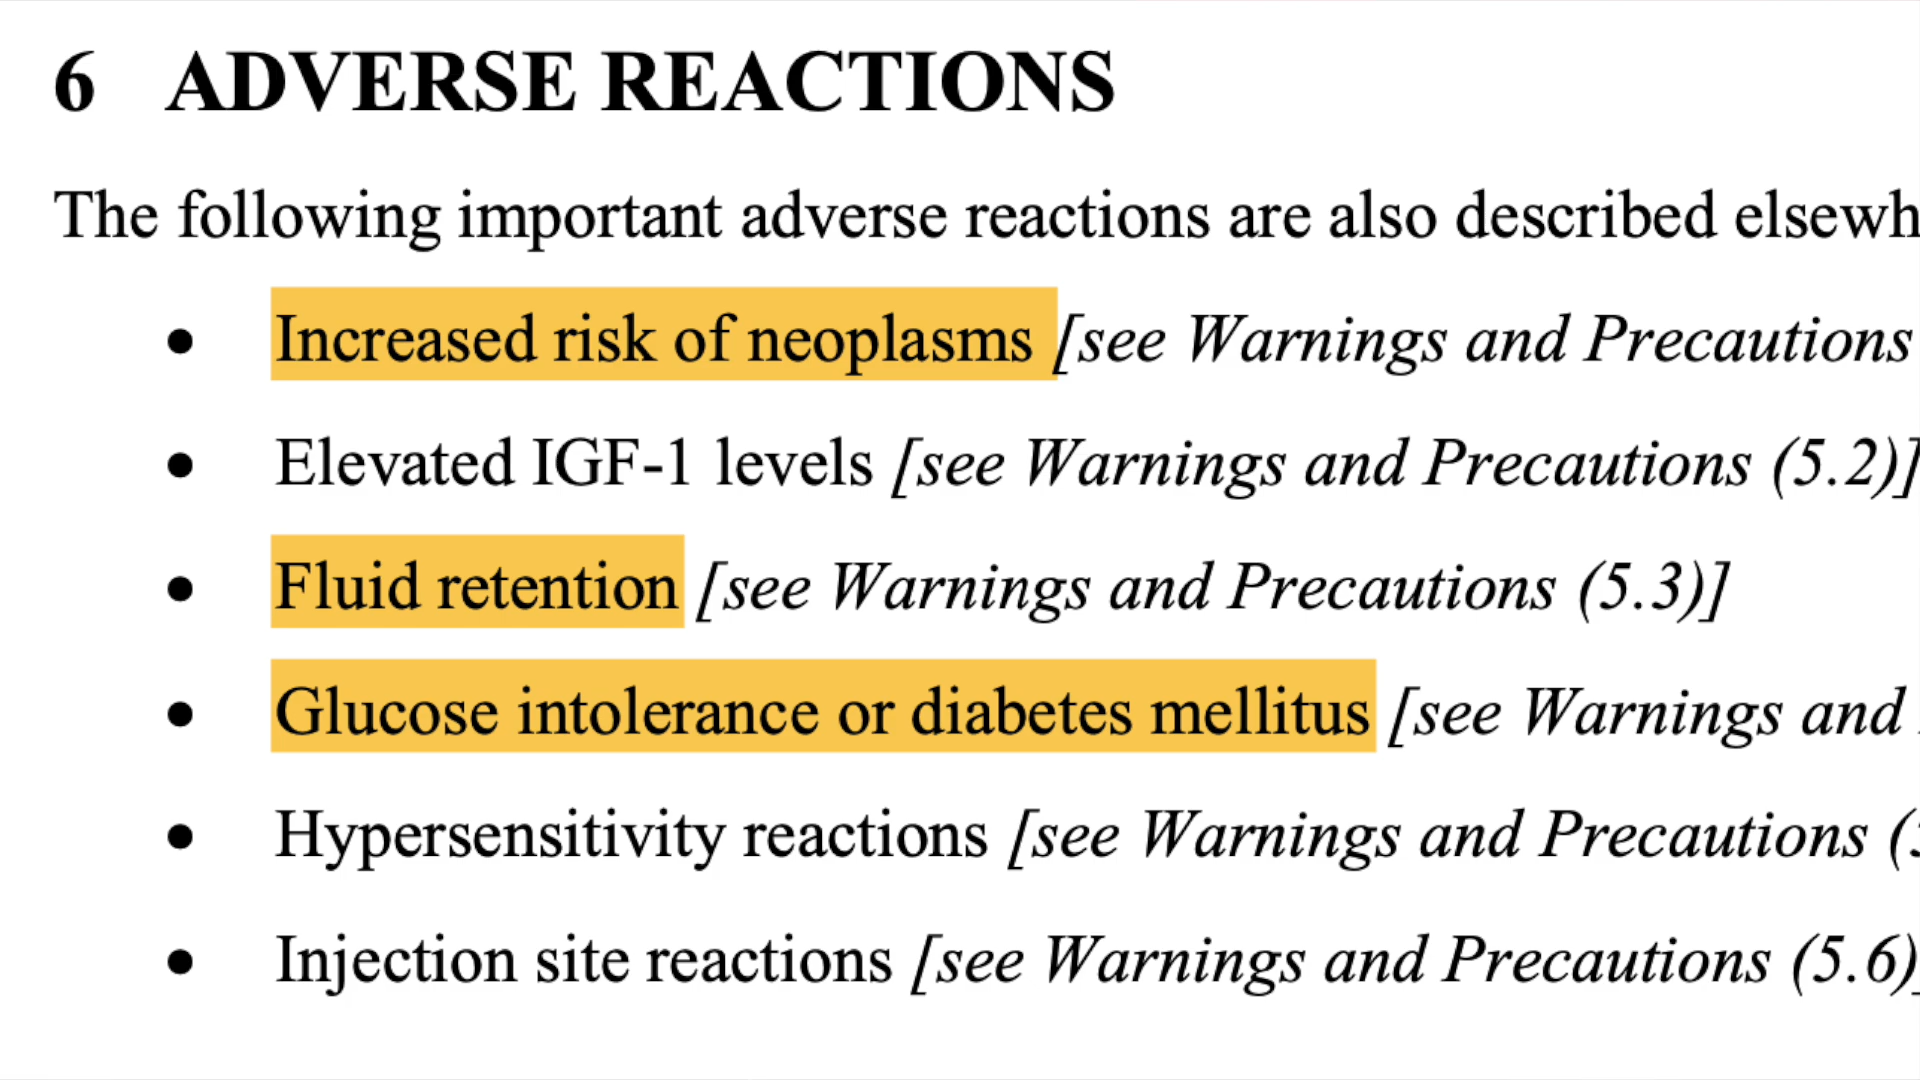 6 ADVERSE REACTIONS
The following important adverse reactions are also described
● Increased risk of neoplasms [see Warnings and Precautions
● Elevated IGF-1 levels [see Warnings and Precautions (5.2)]
● Fluid retention [see Warnings and Precautions (5.3)]
● Glucose intolerance or diabetes mellitus [see Warnings and
● Hypersensitivity reactions [see Warnings and Precautions
● Injection site reactions [see Warnings and Precautions (5.6)]